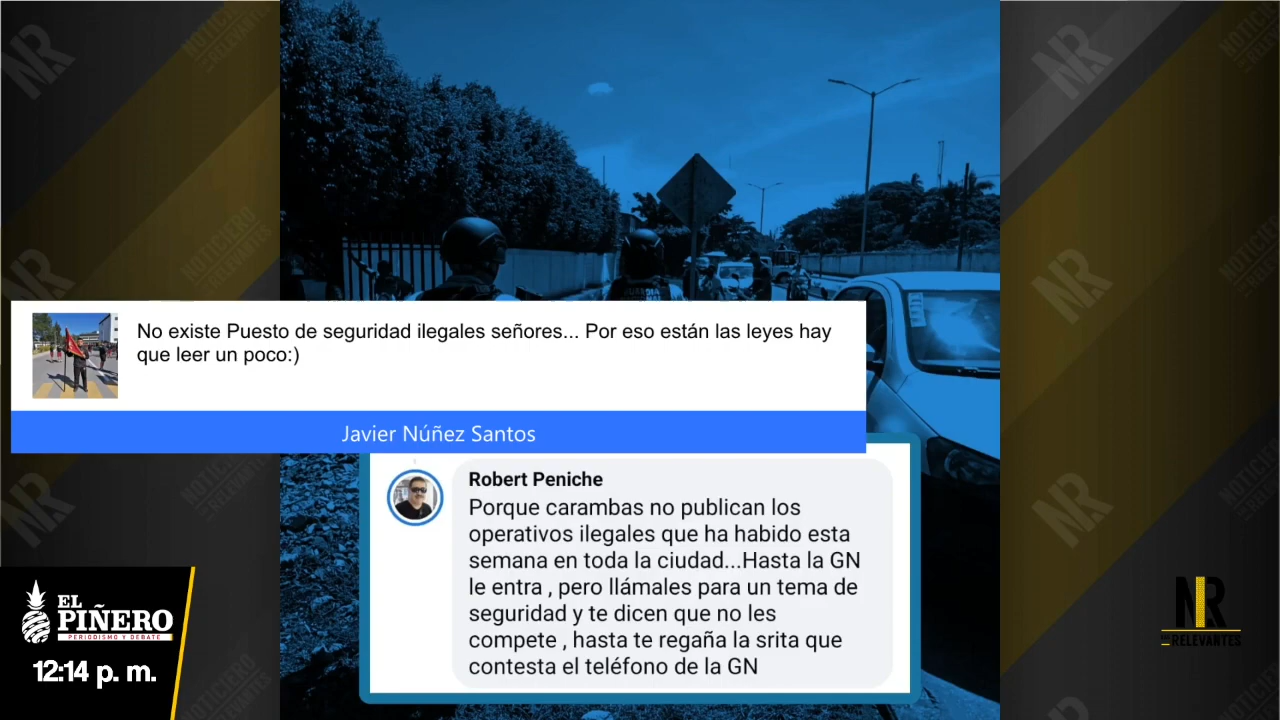 No existe Puesto de seguridad ilegales señores... Por eso están las leyes hay
que leer un poco:)
Javier Núñez Santos
Robert Peniche
Porque carambas no publican los
operativos ilegales que ha habido esta
semana en toda la ciudad...Hasta la GN
le entra , pero llámales para un tema de
seguridad y te dicen que no les
compete , hasta te regaña la srita que
contesta el teléfono de la GN
EL
PIÑERO
PERIODISMO Y DEBATE
12:14 p. m.
NR
RELEVANTES
GUARDIA